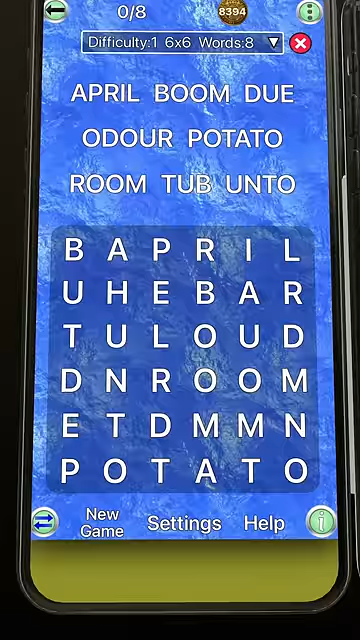 0/8
8394
Difficulty:1 6x6 Words:8 ▼
APRIL BOOM DUE
ODOUR POTATO
ROOM TUB UNTO
B A P R I L
U H E B A R
T U L O U D
D N R O O M
E T D M M N
P O T A T O
New Game
Settings
Help
i